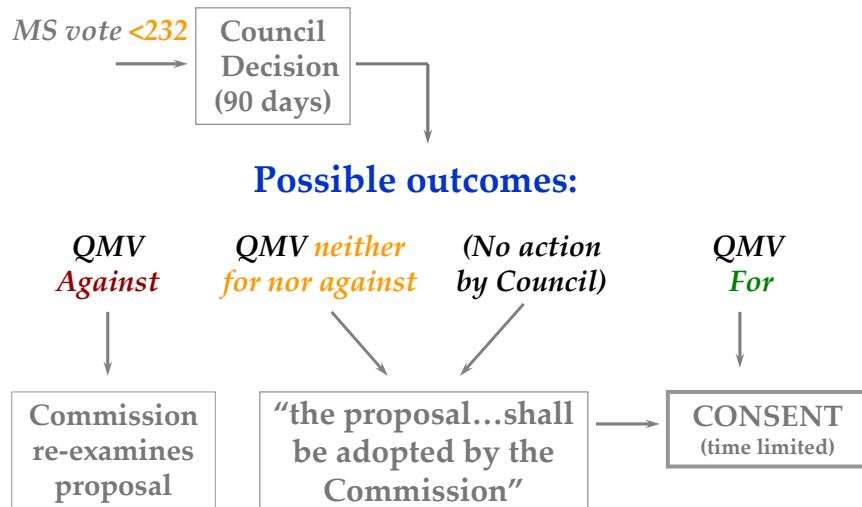 MS vote <232
Council
Decision
(90 days)
Possible outcomes:
QMV
Against
QMV neither
for nor against
(No action
by Council)
QMV
For
Commission
re-examines
proposal
“the proposal...shall
be adopted by the
Commission”
CONSENT
(time limited)